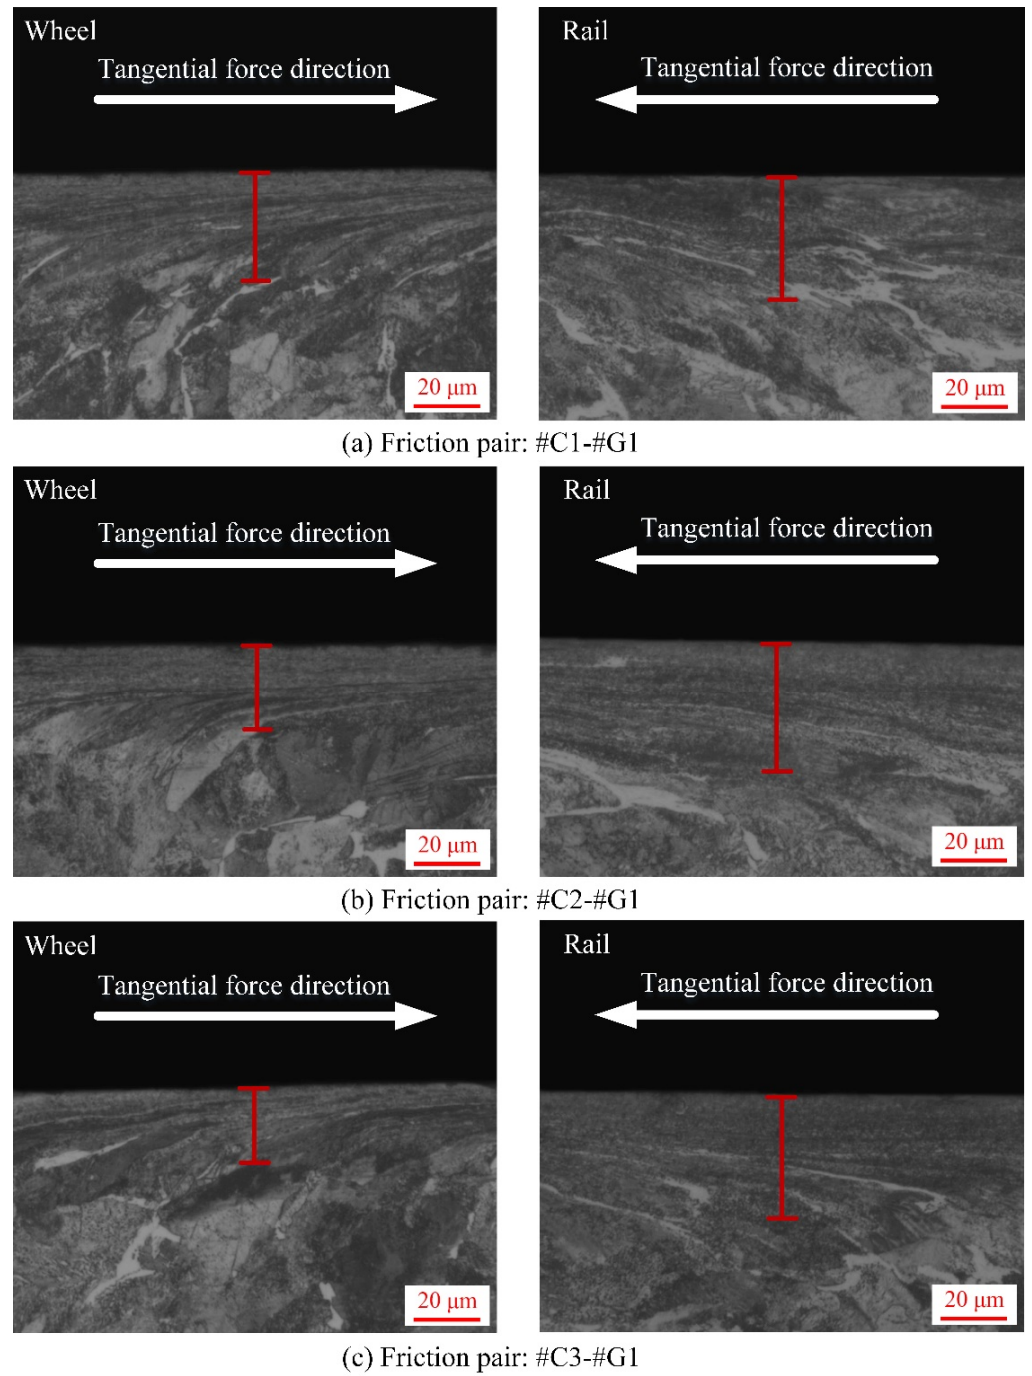 Wheel
Tangential force direction
20 μm
Rail
Tangential force direction
20 μm
(a) Friction pair: #C1-#G1
Wheel
Tangential force direction
20 μm
Rail
Tangential force direction
20 μm
(b) Friction pair: #C2-#G1
Wheel
Tangential force direction
20 μm
Rail
Tangential force direction
20 μm
(c) Friction pair: #C3-#G1